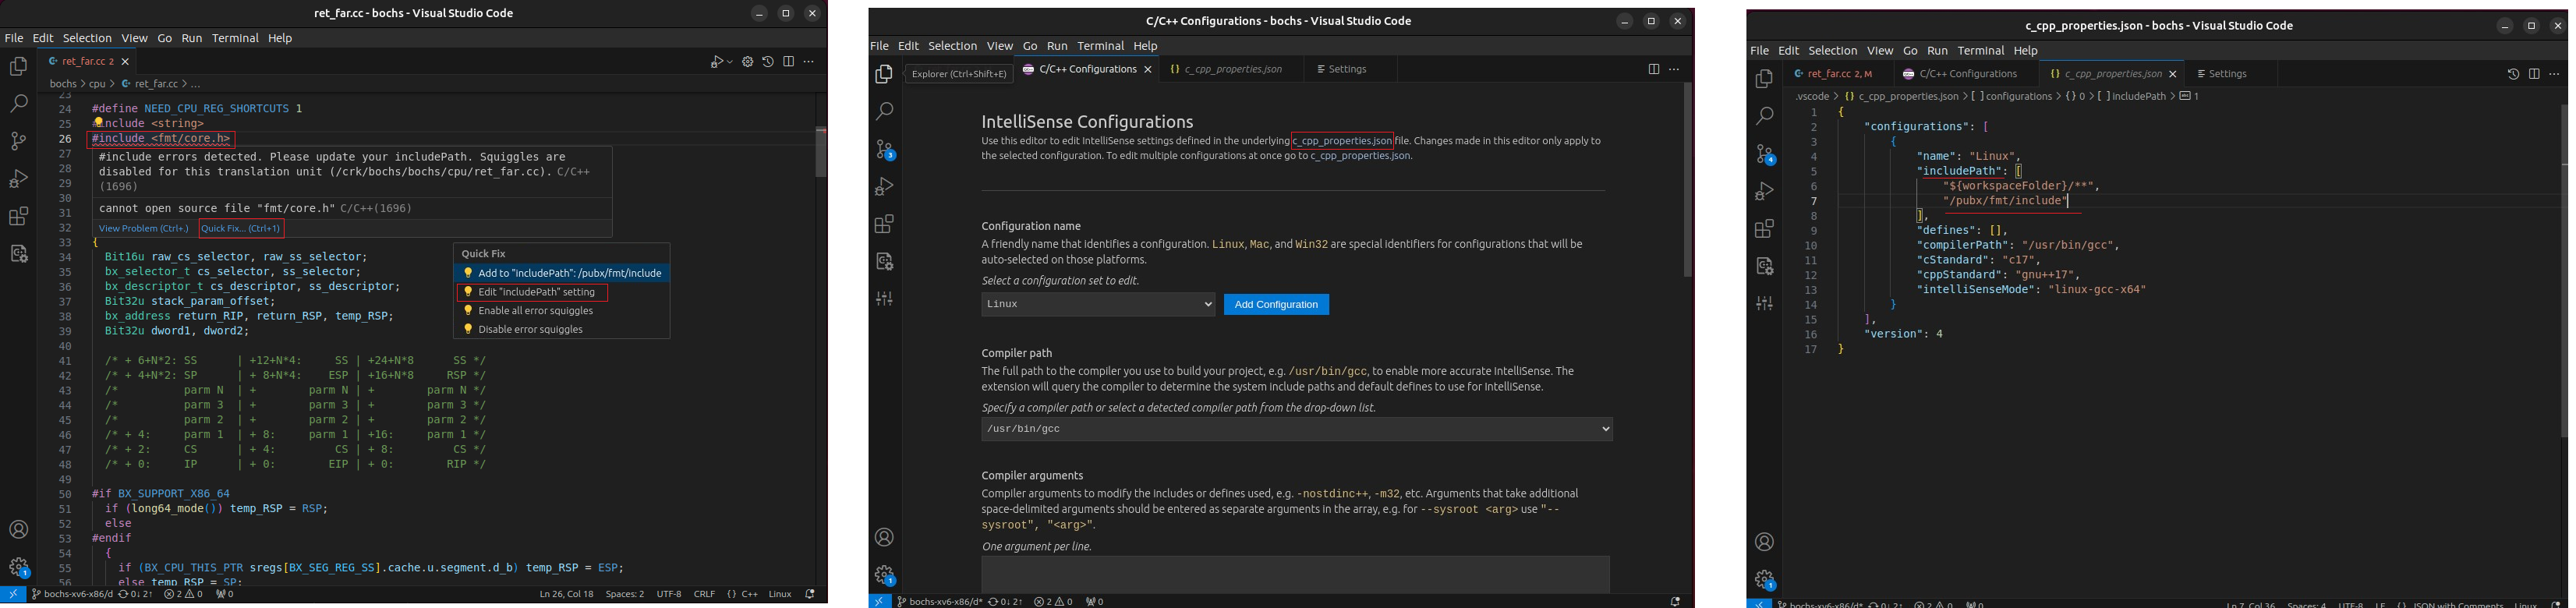 ret_far.cc - bochs - Visual Studio Code
File Edit Selection View Go Run Terminal Help
ret_far.cc 2
bochs > cpu > ret_far.cc > ...
23
24 #define NEED_CPU_REG_SHORTCUTS 1
25 #include <string>
26 #include <fmt/core.h>
27
#include errors detected. Please update your includePath. Squiggles are
28
disabled for this translation unit (/crk/bochs/bochs/cpu/ret_far.cc). C/C++
29
(1696)
30
31
cannot open source file "fmt/core.h" C/C++(1696)
32
View Problem (Ctrl+.) Quick Fix... (Ctrl+1)
33 {
Quick Fix
Add to "includePath": /pubx/fmt/include
Edit "includePath" setting
Enable all error squiggles
Disable error squiggles
34 Bit16u raw_cs_selector, raw_ss_selector;
35 bx_selector_t cs_selector, ss_selector;
36 bx_descriptor_t cs_descriptor, ss_descriptor;
37 Bit32u stack_param_offset;
38 bx_address return_RIP, return_RSP, temp_RSP;
39 Bit32u dword1, dword2;
40
41 /* + 6+N*2: SS | +12+N*4: SS | +24+N*8 SS */
42 /* + 4+N*2: SP | + 8+N*4: ESP | +16+N*8 RSP */
43 /* parm N | + parm N | + parm N */
44 /* parm 3 | + parm 3 | + parm 3 */
45 /* parm 2 | + parm 2 | + parm 2 */
46 /* + 4: parm 1 | + 8: parm 1 | +16: parm 1 */
47 /* + 2: CS | + 4: CS | + 8: CS */
48 /* + 0: IP | + 0: EIP | + 0: RIP */
49
50 #if BX_SUPPORT_X86_64
51 if (long64_mode()) temp_RSP = RSP;
52 else
53 #endif
54 {
55 if (BX_CPU_THIS_PTR sregs[BX_SEG_REG_SS].cache.u.segment.d_b) temp_RSP = ESP;
56 else temp_RSP = SP;
1
bochs-xv6-x86/d 0↓ 2↑ 2 0 0 Ln 26, Col 18 Spaces: 2 UTF-8 CRLF {} C++ Linux
C/C++ Configurations - bochs - Visual Studio Code
File Edit Selection View Go Run Terminal Help
Explorer (Ctrl+Shift+E) C/C++ Configurations {} c_cpp_properties.json Settings
3
IntelliSense Configurations
Use this editor to edit IntelliSense settings defined in the underlying c_cpp_properties.json file. Changes made in this editor only apply to
the selected configuration. To edit multiple configurations at once go to c_cpp_properties.json.
Configuration name
A friendly name that identifies a configuration. Linux, Mac, and Win32 are special identifiers for configurations that will be
auto-selected on those platforms.
Select a configuration set to edit.
Linux Add Configuration
Compiler path
The full path to the compiler you use to build your project, e.g. /usr/bin/gcc, to enable more accurate IntelliSense. The
extension will query the compiler to determine the system include paths and default defines to use for IntelliSense.
Specify a compiler path or select a detected compiler path from the drop-down list.
/usr/bin/gcc
Compiler arguments
Compiler arguments to modify the includes or defines used, e.g. -nostdinc++, -m32, etc. Arguments that take additional
space-delimited arguments should be entered as separate arguments in the array, e.g. for --sysroot <arg> use "--
sysroot", "<arg>".
One argument per line.
1
bochs-xv6-x86/d* 0↓ 2↑ 2 0 0
c_cpp_properties.json - bochs - Visual Studio Code
File Edit Selection View Go Run Terminal Help
ret_far.cc 2, M C/C++ Configurations {} c_cpp_properties.json Settings
.vscode > {} c_cpp_properties.json > [ ] configurations > {} 0 > [ ] includePath > 1
4
1 {
2 "configurations": [
3 {
4 "name": "Linux",
5 "includePath": [
6 "${workspaceFolder}/**",
7 "/pubx/fmt/include"
8 ],
9 "defines": [],
10 "compilerPath": "/usr/bin/gcc",
11 "cStandard": "c17",
12 "cppStandard": "gnu++17",
13 "intelliSenseMode": "linux-gcc-x64"
14 }
15 ],
16 "version": 4
17 }
1
bochs-xv6-x86/d* 0↓ 2↑ 2 0 0 Ln 7, Col 36 Spaces: 4 UTF-8 LF {} JSON with Comments Linux